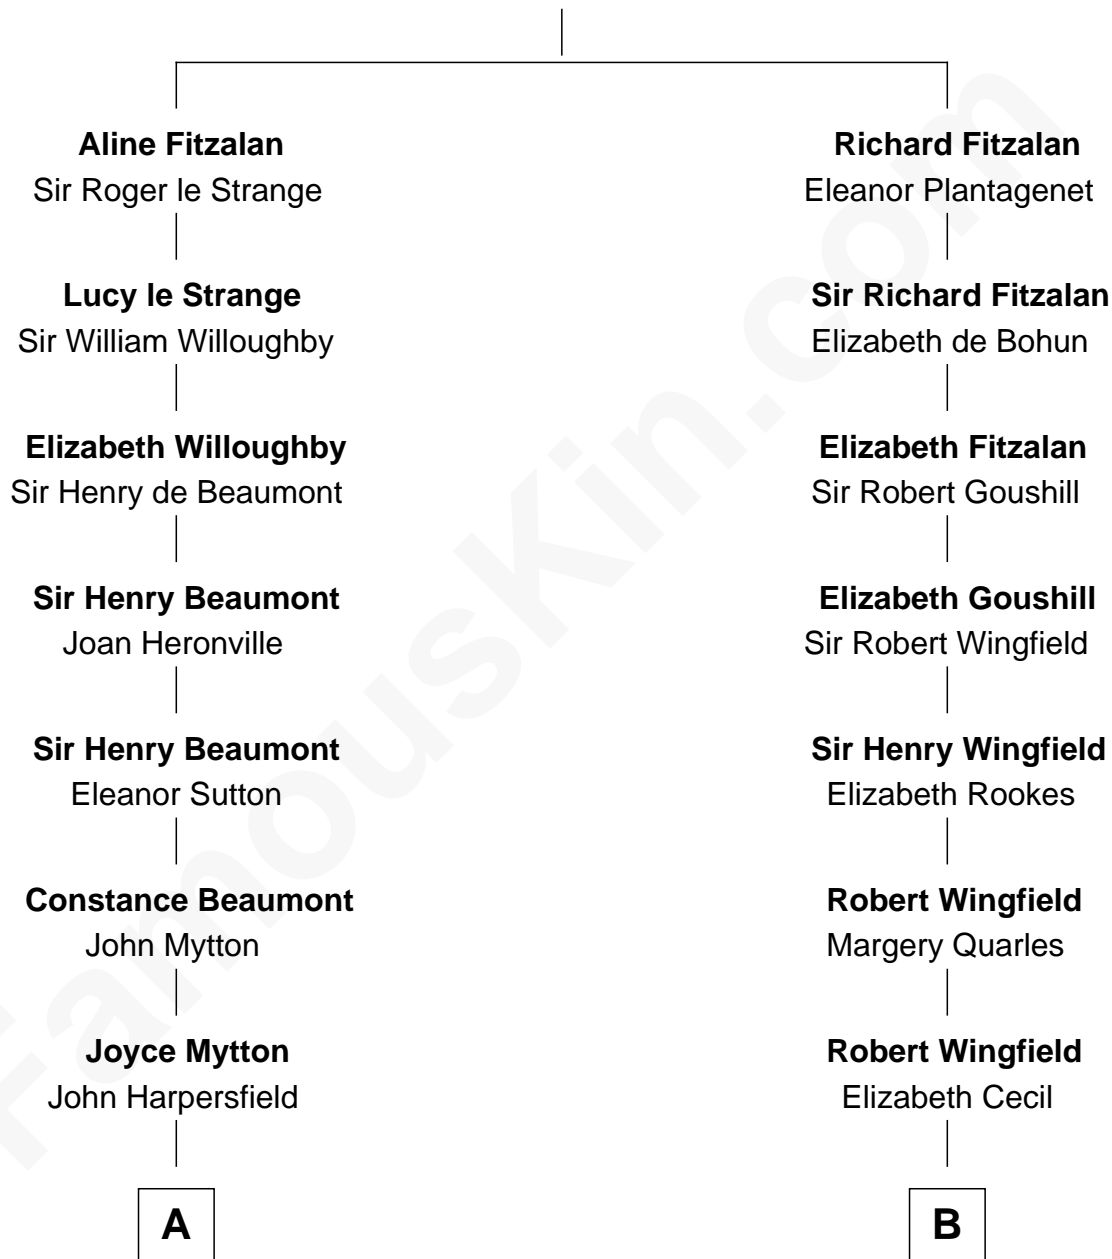 Aline Fitzalan
Sir Roger le Strange
Lucy le Strange
Sir William Willoughby
Elizabeth Willoughby
Sir Henry de Beaumont
Sir Henry Beaumont
Joan Heronville
Sir Henry Beaumont
Eleanor Sutton
Constance Beaumont
John Mytton
Joyce Mytton
John Harpersfield
A
Richard Fitzalan
Eleanor Plantagenet
Sir Richard Fitzalan
Elizabeth de Bohun
Elizabeth Fitzalan
Sir Robert Goushill
Elizabeth Goushill
Sir Robert Wingfield
Sir Henry Wingfield
Elizabeth Rookes
Robert Wingfield
Margery Quarles
Robert Wingfield
Elizabeth Cecil
B
FamousKin.com